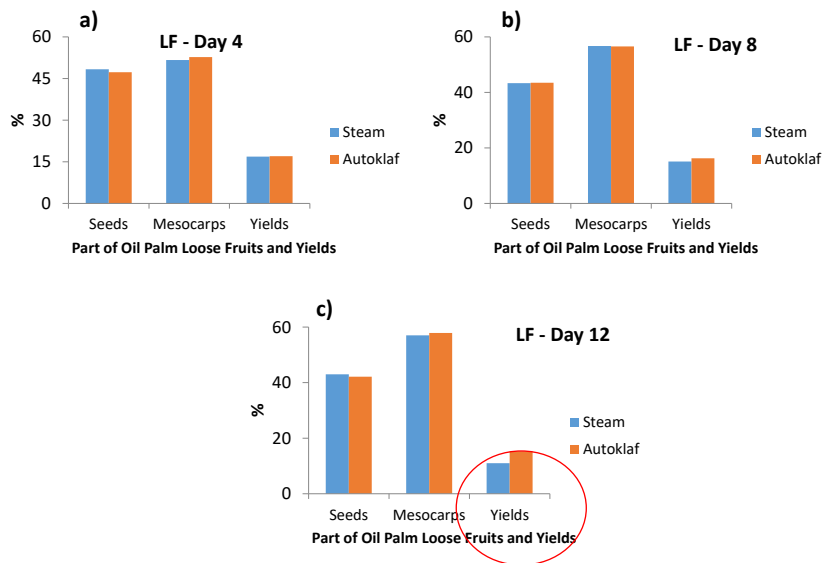 a)
LF - Day 4
60
45
30
15
0
%
Seeds Mesocarps Yields
Part of Oil Palm Loose Fruits and Yields
Steam
Autoklaf
b)
LF - Day 8
60
40
20
0
%
Seeds Mesocarps Yields
Part of Oil Palm Loose Fruits and Yields
Steam
Autoklaf
c)
LF - Day 12
60
40
20
0
%
Seeds Mesocarps Yields
Part of Oil Palm Loose Fruits and Yields
Steam
Autoklaf